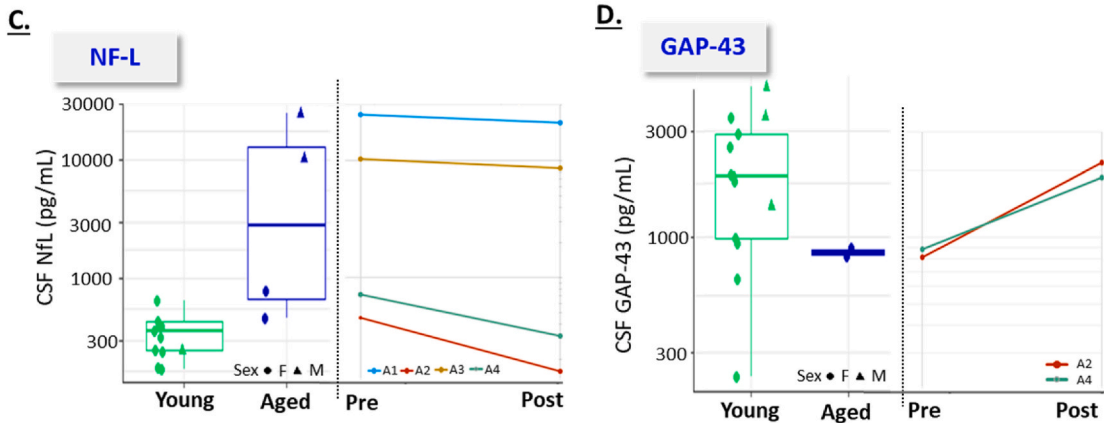 C.
NF-L
CSF NfL (pg/mL)
30000
10000
3000
1000
300
Sex ● F ▲ M
A1 A2 A3 A4
Young Aged Pre Post
D.
GAP-43
CSF GAP-43 (pg/mL)
3000
1000
300
Sex ● F ▲ M
A2
A4
Young Aged Pre Post